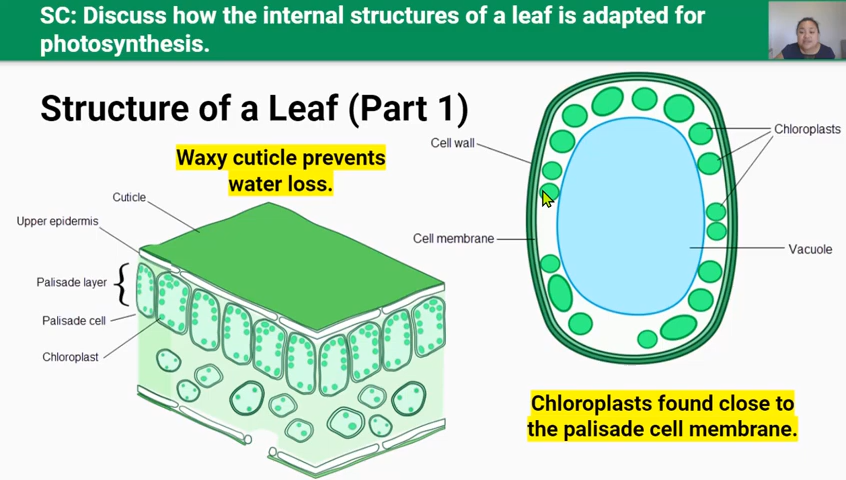 SC: Discuss how the internal structures of a leaf is adapted for
photosynthesis.
Structure of a Leaf (Part 1)
Waxy cuticle prevents
water loss.
Cuticle
Upper epidermis
Palisade layer
Palisade cell
Chloroplast
Cell wall
Cell membrane
Chloroplasts
Vacuole
Chloroplasts found close to
the palisade cell membrane.